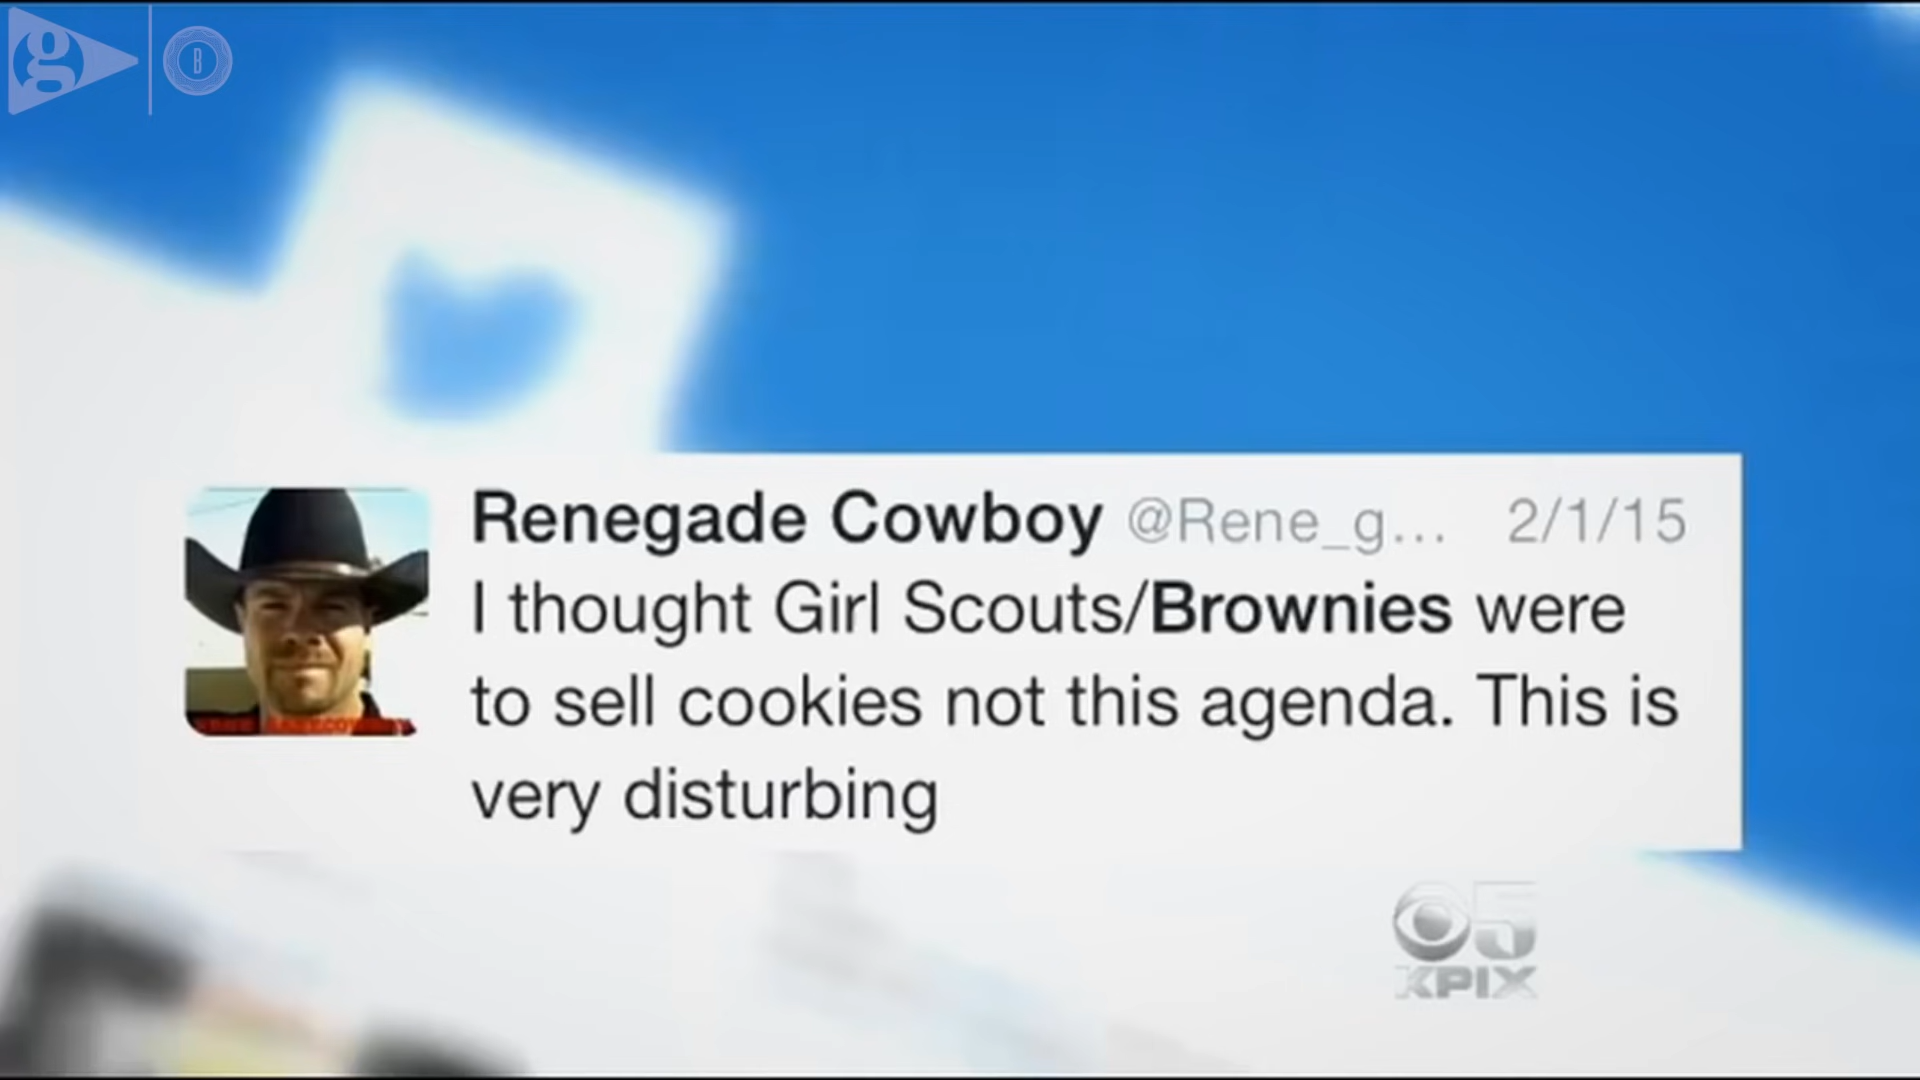 g
B
Renegade Cowboy @Rene_g... 2/1/15
I thought Girl Scouts/Brownies were
to sell cookies not this agenda. This is
very disturbing
5
KPIX